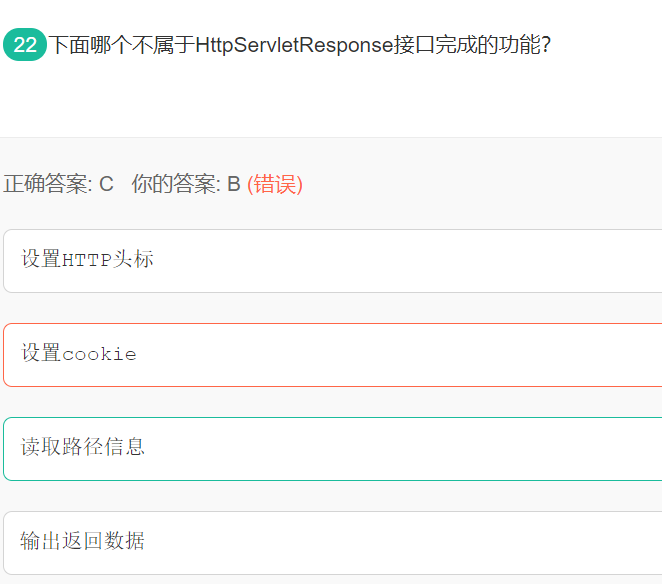 22 下面哪个不属于HttpServletResponse接口完成的功能?
正确答案: C 你的答案: B (错误)
设置HTTP头标
设置cookie
读取路径信息
输出返回数据